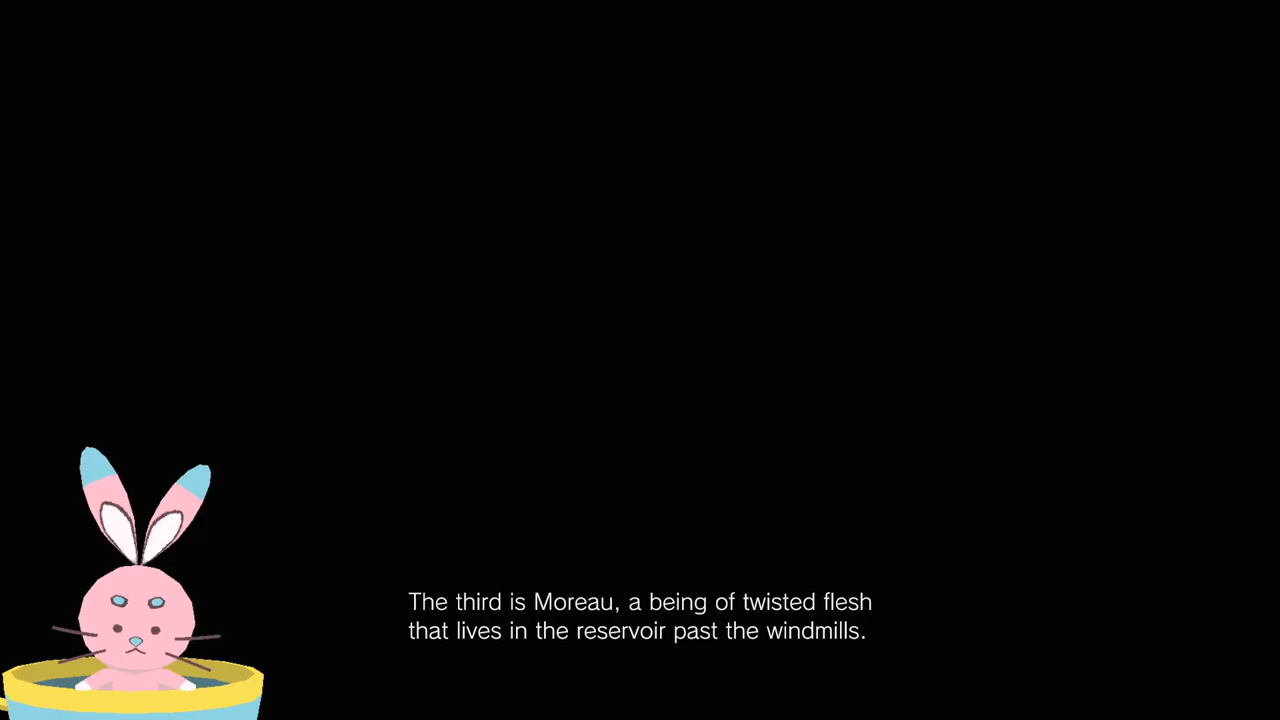 The third is Moreau, a being of twisted flesh
that lives in the reservoir past the windmills.